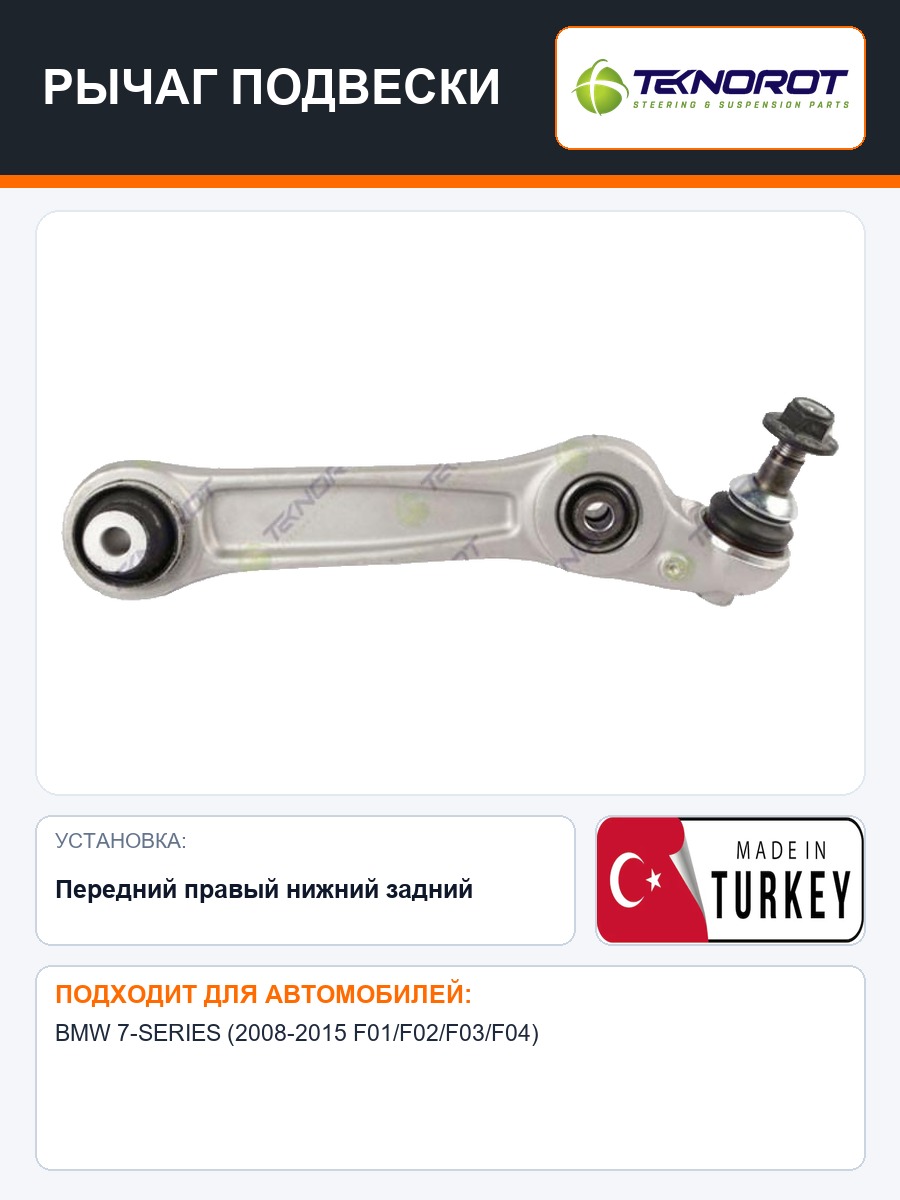 РЫЧАГ ПОДВЕСКИ
TEKNOROT
STEERING & SUSPENSION PARTS
TEKNOROT
УСТАНОВКА:
Передний правый нижний задний
MADE IN
TURKEY
ПОДХОДИТ ДЛЯ АВТОМОБИЛЕЙ:
BMW 7-SERIES (2008-2015 F01/F02/F03/F04)